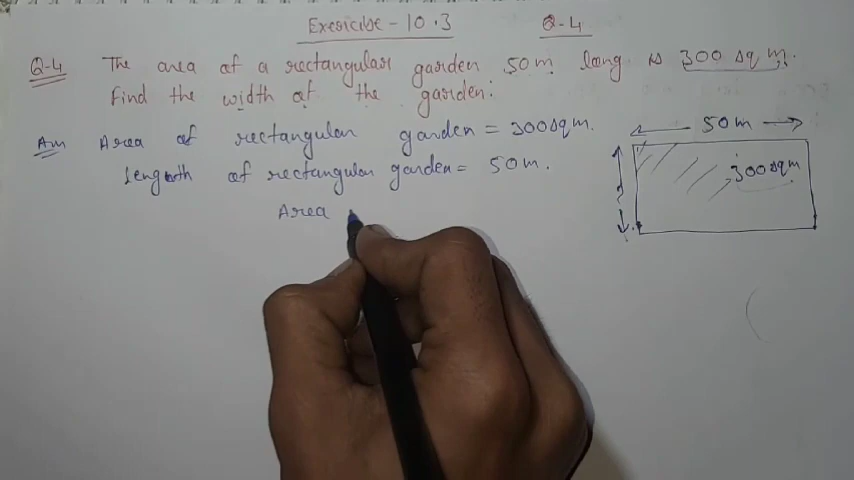 Exercise - 10.3 Q-4
Q-4 The area of a rectangular garden 50m long is 300 sq m.
Find the width of the garden:
Ans Area of rectangular garden = 300sqm.
Length of rectangular garden = 50m.
Area
50m
300sqm
?